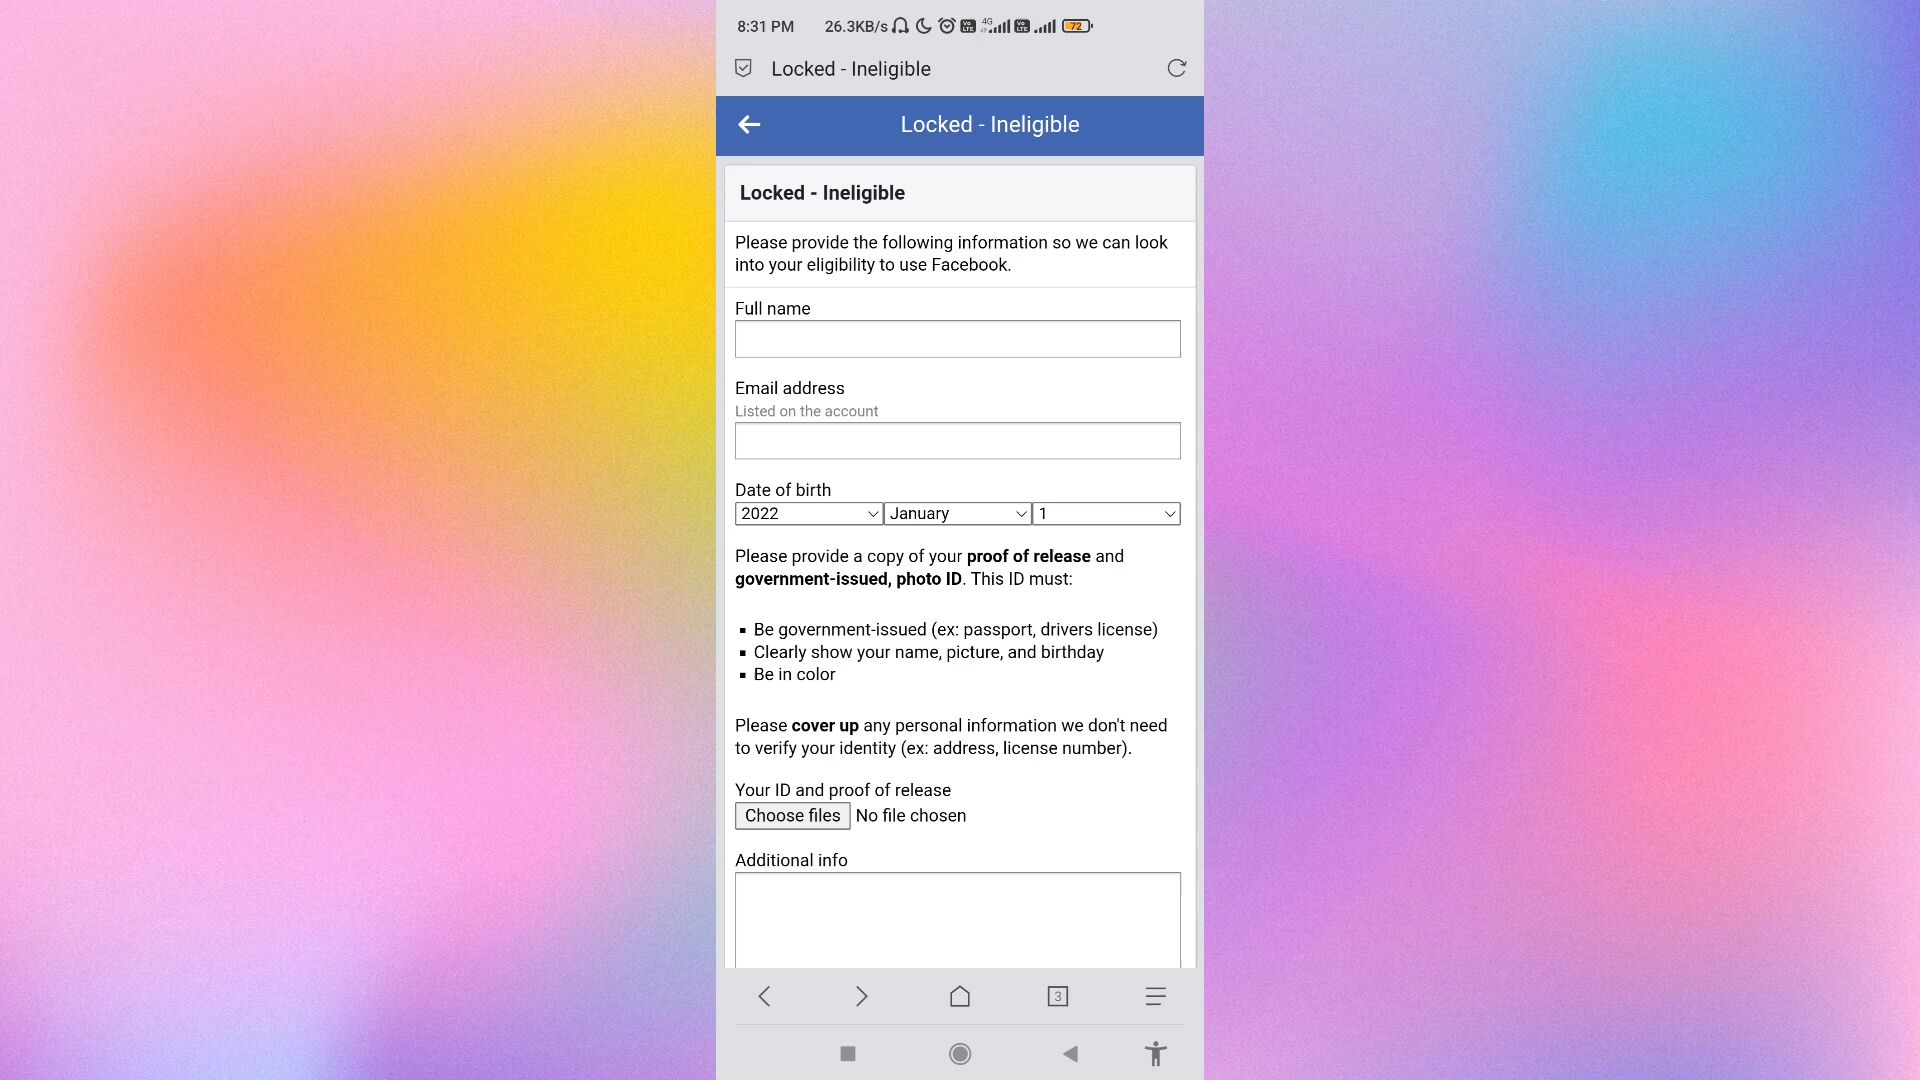 8:31 PM 26.3KB/s Vo LTE 4G Vo LTE 72
Locked - Ineligible
Locked - Ineligible
Locked - Ineligible
Please provide the following information so we can look
into your eligibility to use Facebook.
Full name
Email address
Listed on the account
Date of birth
2022 January 1
Please provide a copy of your proof of release and
government-issued, photo ID. This ID must:
▪ Be government-issued (ex: passport, drivers license)
▪ Clearly show your name, picture, and birthday
▪ Be in color
Please cover up any personal information we don't need
to verify your identity (ex: address, license number).
Your ID and proof of release
Choose files No file chosen
Additional info
3